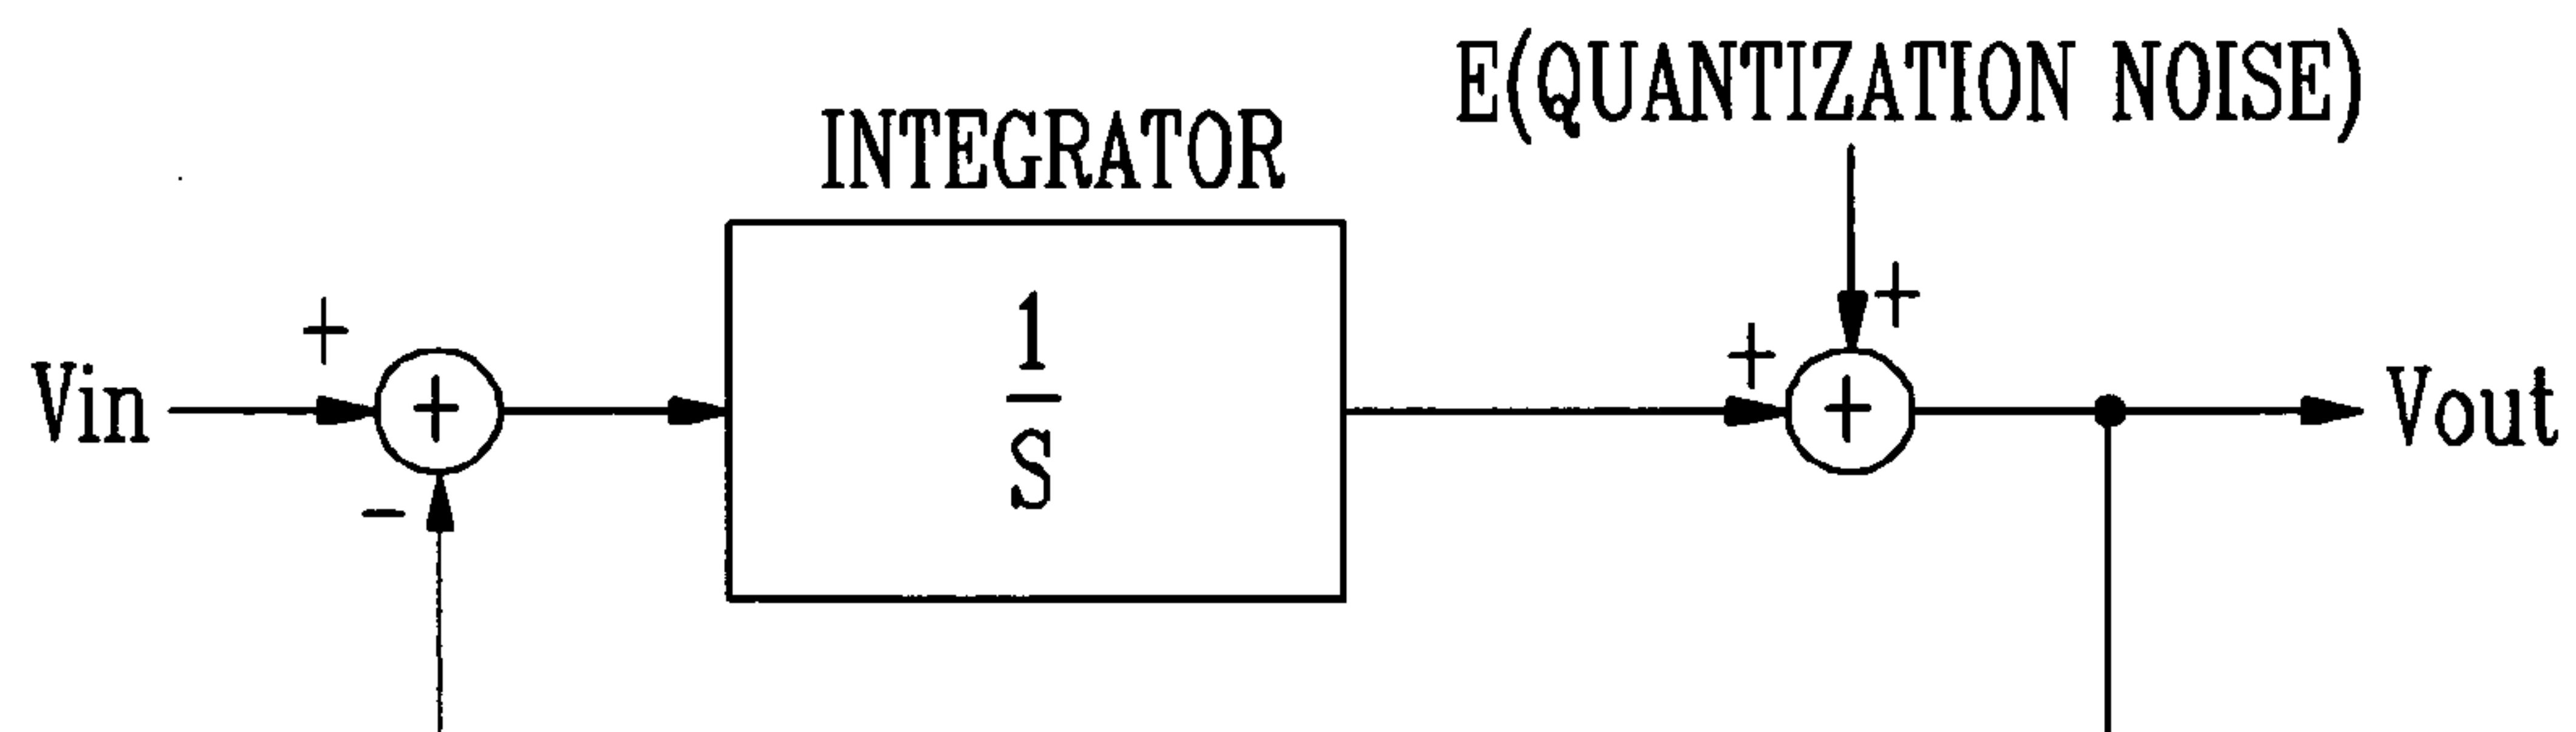 E(QUANTIZATION NOISE)
INTEGRATOR
+
+
+
Vin
+
1
S
+
Vout
-